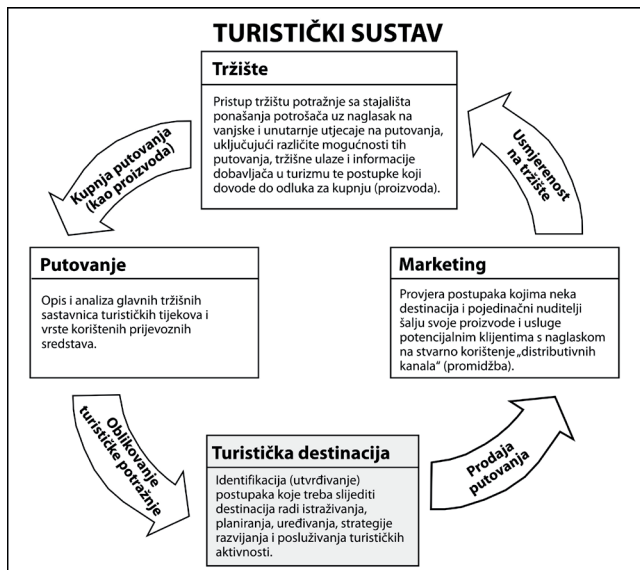 TURISTIČKI SUSTAV
Tržište
Pristup tržištu potražnje sa stajališta
ponašanja potrošača uz naglasak na
vanjske i unutarnje utjecaje na putovanja,
uključujući različite mogućnosti tih
putovanja, tržišne ulaze i informacije
dobavljača u turizmu te postupke koji
dovode do odluka za kupnju (proizvoda).
Kupnja putovanja
(kao proizvoda)
Usmjerenost
na tržište
Putovanje
Opis i analiza glavnih tržišnih
sastavnica turističkih tijekova i
vrste korištenih prijevoznih
sredstava.
Marketing
Provjera postupaka kojima neka
destinacija i pojedinačni nuditelji
šalju svoje proizvode i usluge
potencijalnim klijentima s naglaskom
na stvarno korištenje „distributivnih
kanala“ (promidžba).
Oblikovanje
turističke potražnje
Turistička destinacija
Identifikacija (utvrđivanje)
postupaka koje treba slijediti
destinacija radi istraživanja,
planiranja, uređivanja, strategije
razvijanja i posluživanja turističkih
aktivnosti.
Prodaja
putovanja